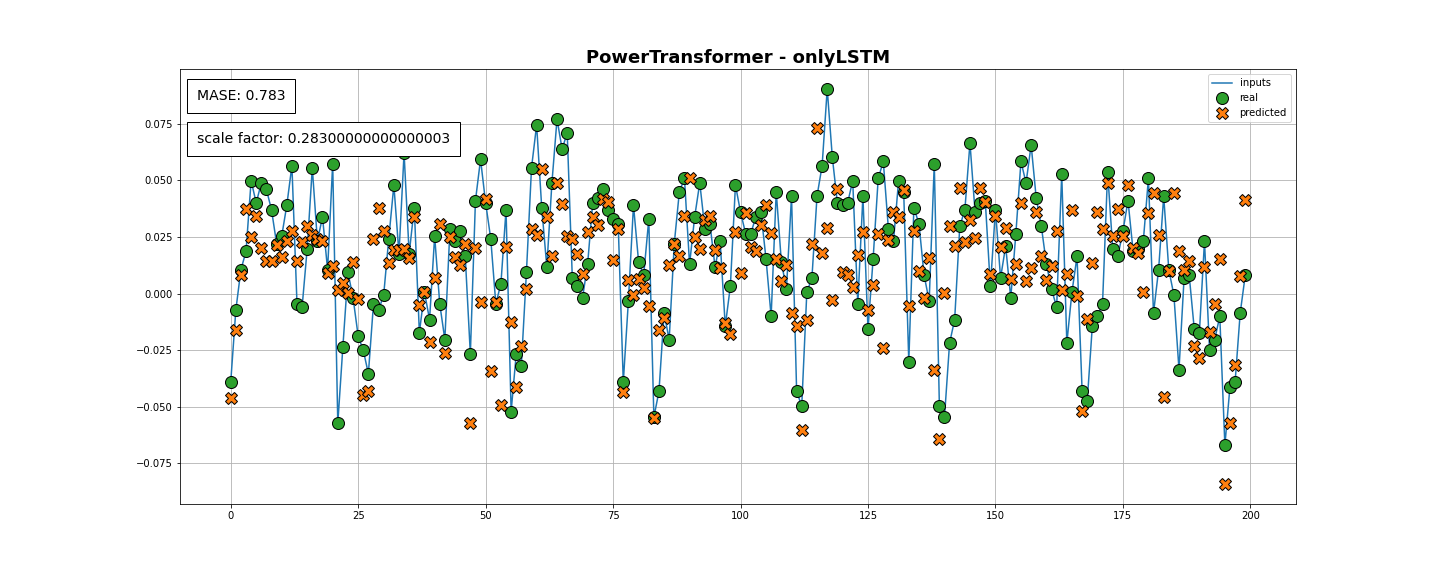 PowerTransformer - onlyLSTM
MASE: 0.783
scale factor: 0.28300000000000003
inputs
real
predicted
0.075
0.050
0.025
0.000
−0.025
−0.050
−0.075
0 25 50 75 100 125 150 175 200